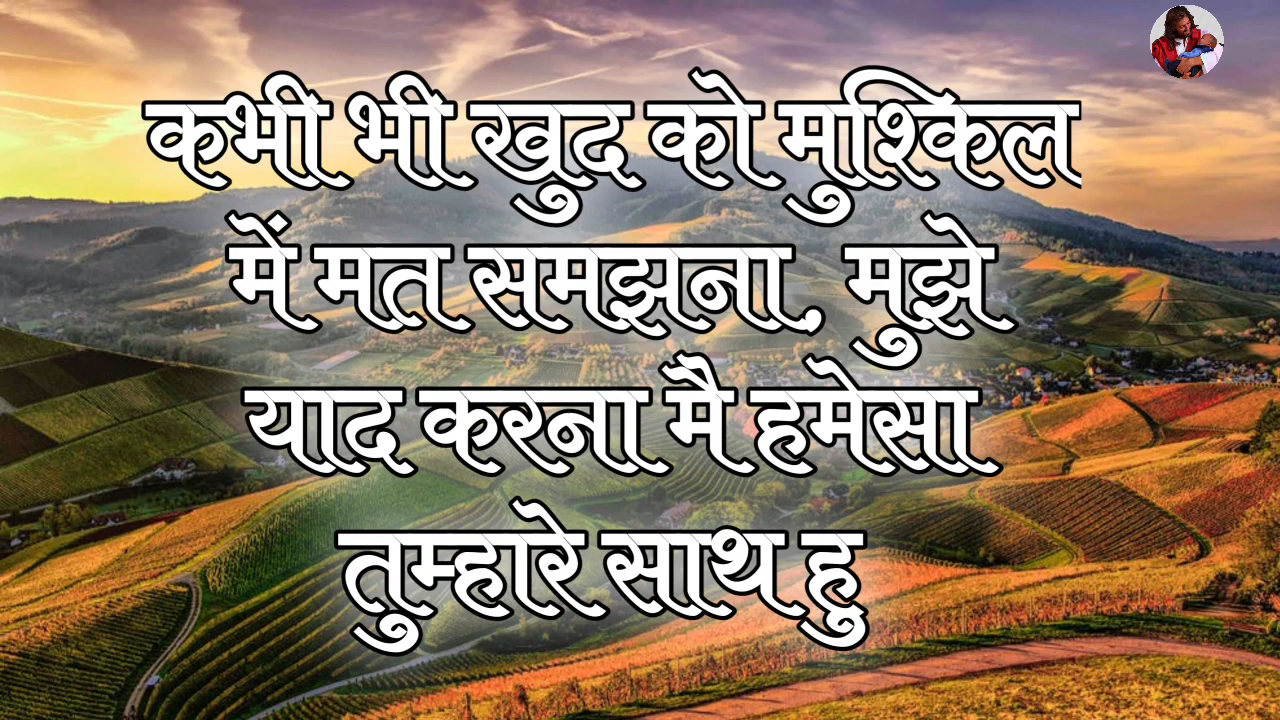 कभी भी खुद को मुश्किल
में मत समझना, मुझे
याद करना मै हमेसा
तुम्हारे साथ हु